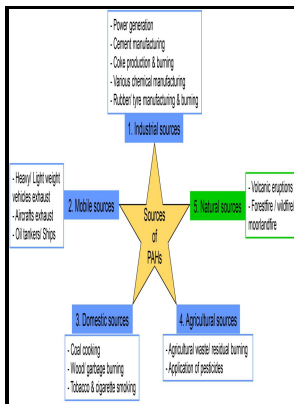 - Power generation
- Cement manufacturing
- Coke production & burning
- Various chemical manufacturing
- Rubber/ tyre manufacturing & burning
1. Industrial sources
- Heavy/ Light weight
vehicles exhaust
- Aircrafts exhaust
- Oil tankers/ Ships
2. Mobile sources
Sources
of
PAHs
5. Natural sources
- Volcanic eruptions
- Forestfire / wildfire/
moorlandfire
3. Domestic sources
- Coal cooking
- Wood/ garbage burning
- Tobacco & cigarette smoking
4. Agricultural sources
- Agricultural waste/ residual burning
- Application of pesticides